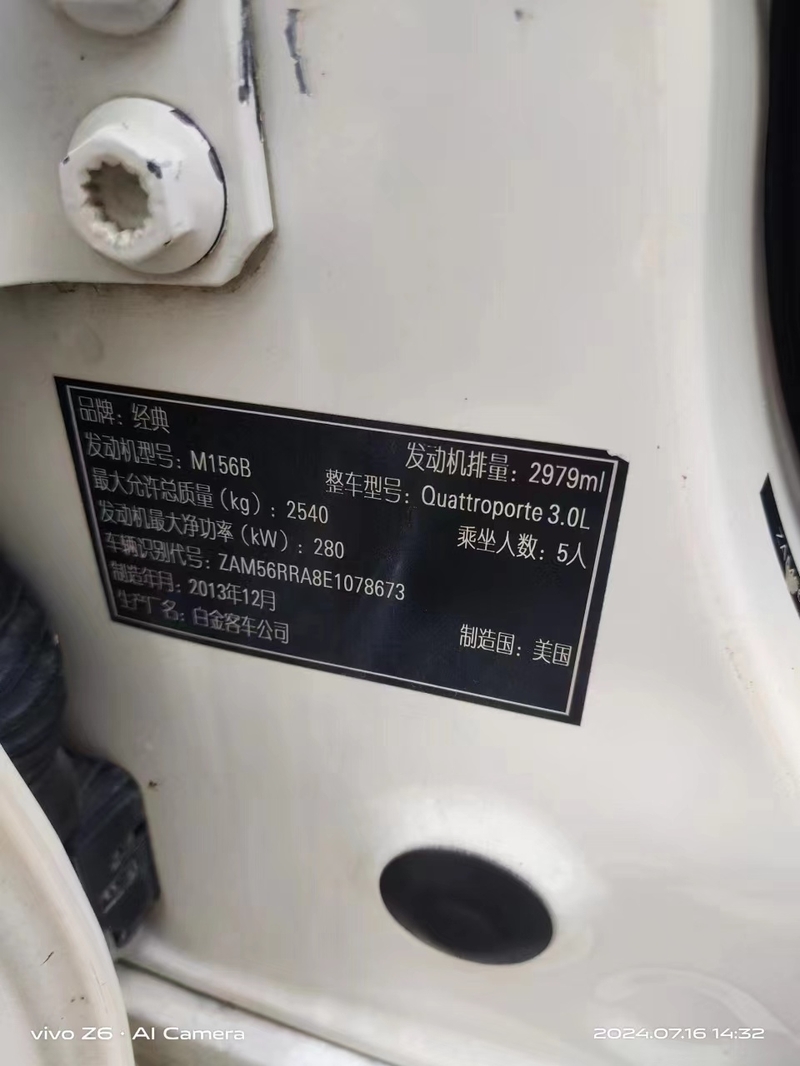 品牌：经典
发动机型号：M156B 发动机排量：2979ml
最大允许总质量（kg）：2540 整车型号：Quattroporte 3.0L
发动机最大净功率（kW）：280 乘坐人数：5人
车辆识别代号：ZAM56RRA8E1078673
制造年月：2013年12月
生产厂名：白金客车公司 制造国：美国
vivo Z6 · AI Camera 2024.07.16 14:32